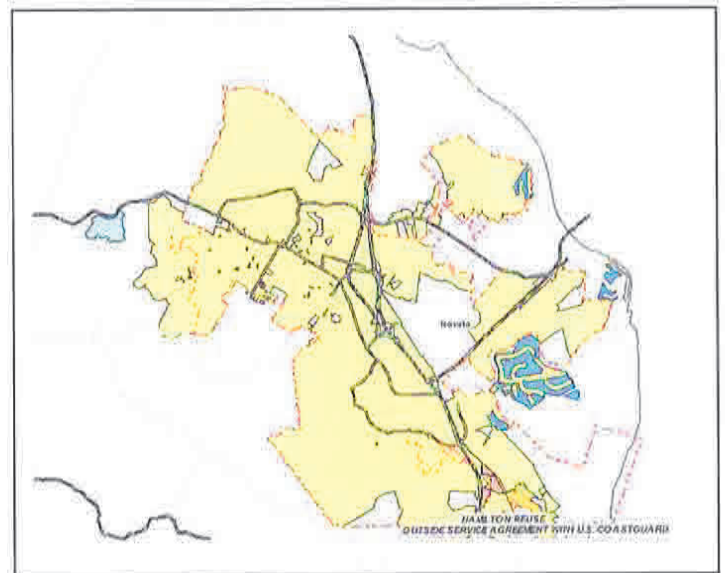 Novato
HAMILTON REUSE
OUTSIDE SERVICE AGREEMENT WITH U.S. COASTGUARD